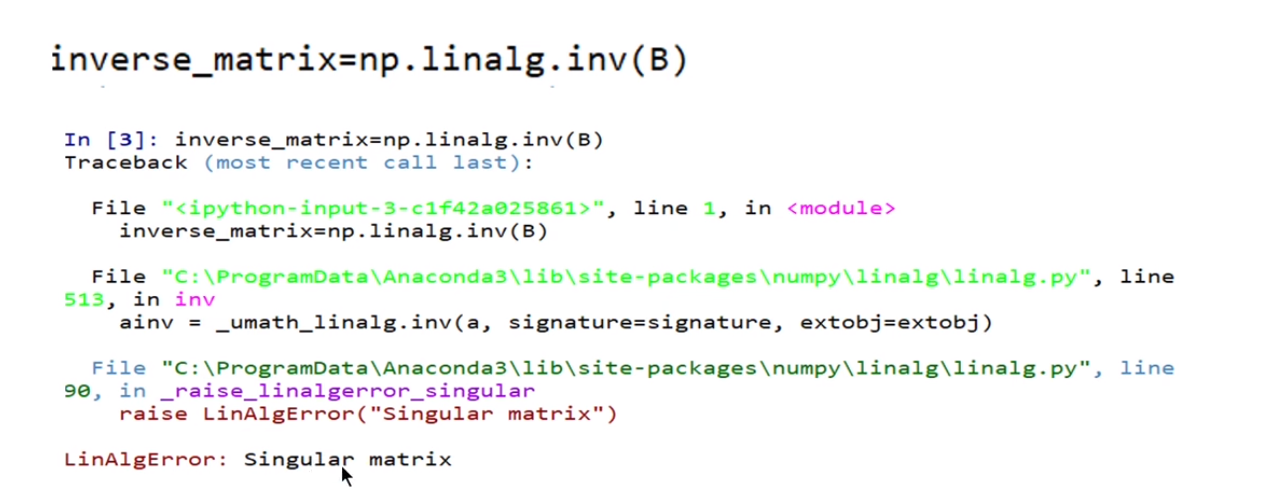 inverse_matrix=np.linalg.inv(B)
In [3]: inverse_matrix=np.linalg.inv(B)
Traceback (most recent call last):
File "<ipython-input-3-c1f42a025861>", line 1, in <module>
inverse_matrix=np.linalg.inv(B)
File "C:\ProgramData\Anaconda3\lib\site-packages\numpy\linalg\linalg.py", line
513, in inv
ainv = _umath_linalg.inv(a, signature=signature, extobj=extobj)
File "C:\ProgramData\Anaconda3\lib\site-packages\numpy\linalg\linalg.py", line
90, in _raise_linalgerror_singular
raise LinAlgError("Singular matrix")
LinAlgError: Singular matrix